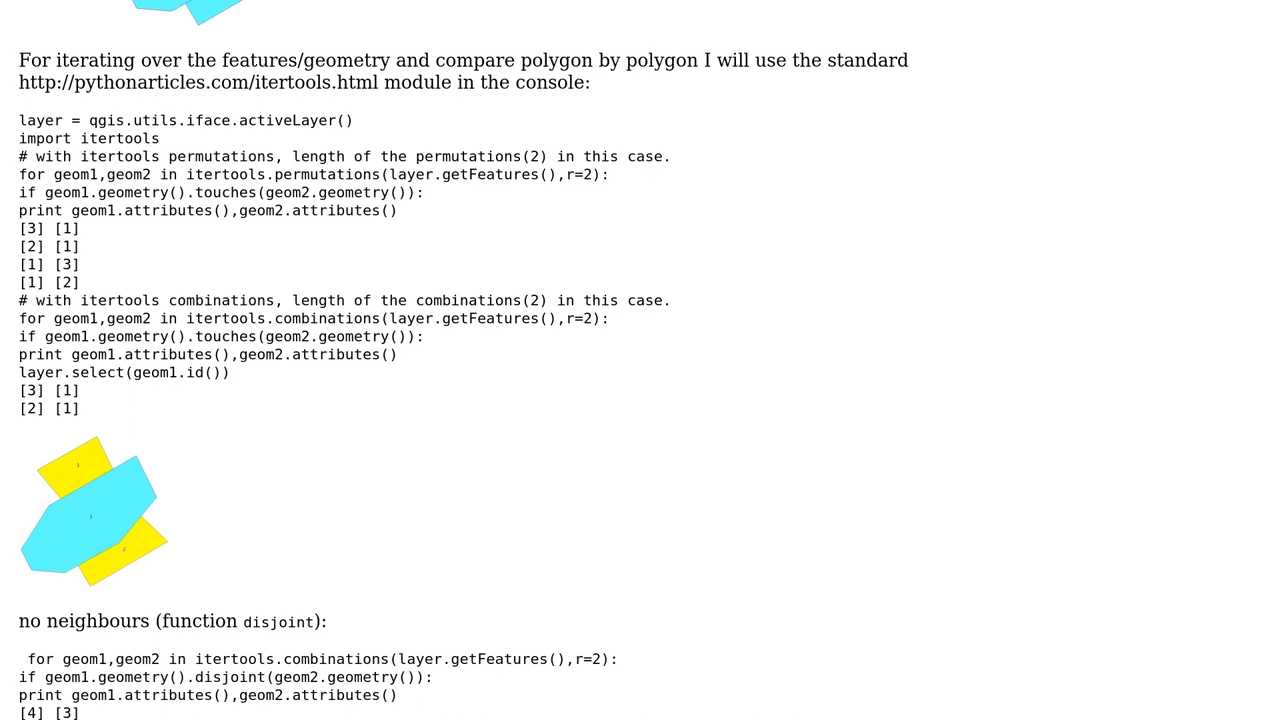 For iterating over the features/geometry and compare polygon by polygon I will use the standard
http://pythonarticles.com/itertools.html module in the console:
layer = qgis.utils.iface.activeLayer()
import itertools
# with itertools permutations, length of the permutations(2) in this case.
for geom1,geom2 in itertools.permutations(layer.getFeatures(),r=2):
if geom1.geometry().touches(geom2.geometry()):
print geom1.attributes(),geom2.attributes()
[3] [1]
[2] [1]
[1] [3]
[1] [2]
# with itertools combinations, length of the combinations(2) in this case.
for geom1,geom2 in itertools.combinations(layer.getFeatures(),r=2):
if geom1.geometry().touches(geom2.geometry()):
print geom1.attributes(),geom2.attributes()
layer.select(geom1.id())
[3] [1]
[2] [1]
3
1
2
no neighbours (function disjoint):
for geom1,geom2 in itertools.combinations(layer.getFeatures(),r=2):
if geom1.geometry().disjoint(geom2.geometry()):
print geom1.attributes(),geom2.attributes()
[4] [3]